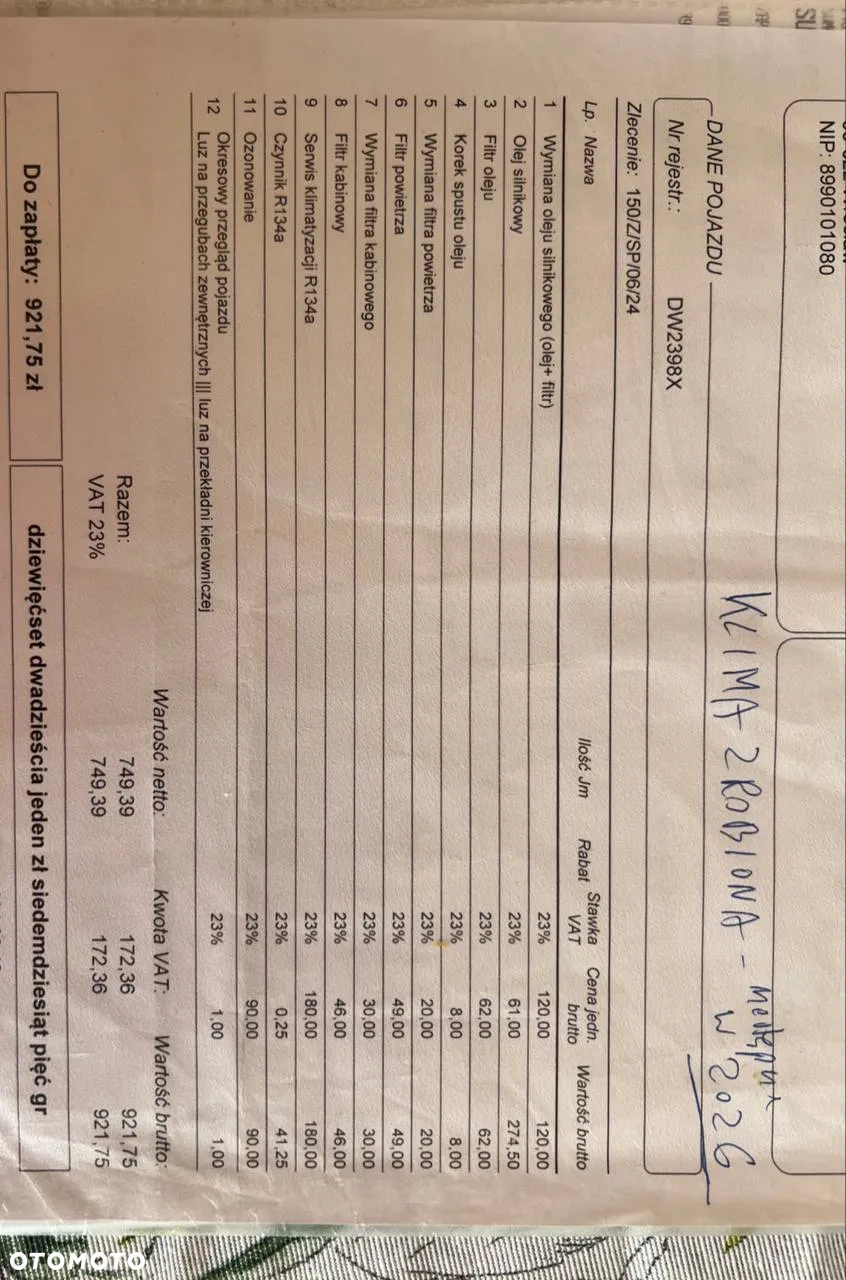 NIP: 8990101080
KLIMA ZROBIONA -
W 2026
DANE POJAZDU
Nr rejestr.: DW2398X
Zlecenie: 150/Z/SP/06/24
Lp. Nazwa Ilość Jm Rabat Stawka VAT Cena jedn. brutto Wartość brutto
1 Wymiana oleju silnikowego (olej+ filtr) 23% 120,00 120,00
2 Olej silnikowy 23% 61,00 274,50
3 Filtr oleju 23% 62,00 62,00
4 Korek spustu oleju 23% 8,00 8,00
5 Wymiana filtra powietrza 23% 20,00 20,00
6 Filtr powietrza 23% 49,00 49,00
7 Wymiana filtra kabinowego 23% 30,00 30,00
8 Filtr kabinowy 23% 46,00 46,00
9 Serwis klimatyzacji R134a 23% 180,00 180,00
10 Czynnik R134a 23% 0,25 41,25
11 Ozonowanie 23% 90,00 90,00
12 Okresowy przegląd pojazdu 23% 1,00 1,00
Luz na przegubach zewnętrznych ||| luz na przekładni kierowniczej
Wartość netto: Kwota VAT: Wartość brutto:
Razem: 749,39 172,36 921,75
VAT 23% 749,39 172,36 921,75
Do zapłaty: 921,75 zł
dziewięćset dwadzieścia jeden zł siedemdziesiąt pięć gr
OTOMOTO